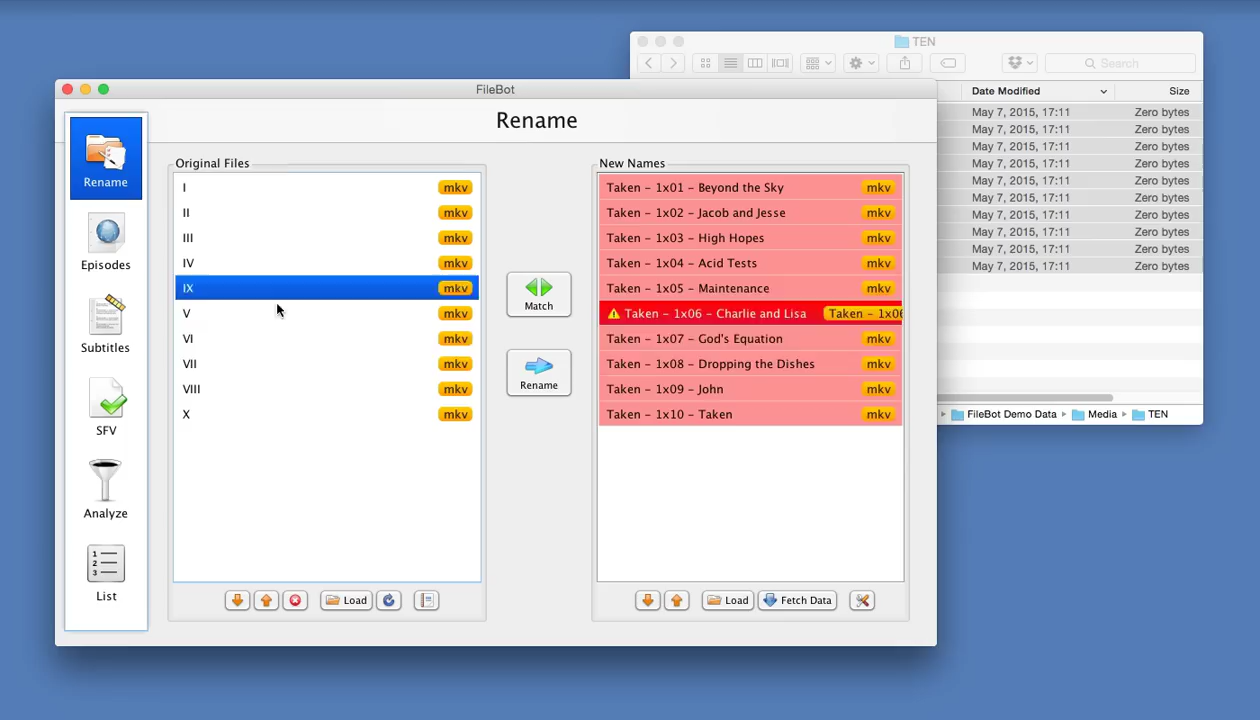 TEN
Search
FileBot
Date Modified
Size
Rename
May 7, 2015, 17:11 Zero bytes
May 7, 2015, 17:11 Zero bytes
May 7, 2015, 17:11 Zero bytes
May 7, 2015, 17:11 Zero bytes
May 7, 2015, 17:11 Zero bytes
May 7, 2015, 17:11 Zero bytes
May 7, 2015, 17:11 Zero bytes
May 7, 2015, 17:11 Zero bytes
May 7, 2015, 17:11 Zero bytes
May 7, 2015, 17:11 Zero bytes
FileBot Demo Data Media TEN
Rename
Episodes
Subtitles
SFV
Analyze
1
2
3
List
Original Files
I mkv
II mkv
III mkv
IV mkv
IX mkv
V mkv
VI mkv
VII mkv
VIII mkv
X mkv
Load
Match
Rename
New Names
Taken - 1x01 - Beyond the Sky mkv
Taken - 1x02 - Jacob and Jesse mkv
Taken - 1x03 - High Hopes mkv
Taken - 1x04 - Acid Tests mkv
Taken - 1x05 - Maintenance mkv
Taken - 1x06 - Charlie and Lisa Taken - 1x06
Taken - 1x07 - God's Equation mkv
Taken - 1x08 - Dropping the Dishes mkv
Taken - 1x09 - John mkv
Taken - 1x10 - Taken mkv
Load Fetch Data